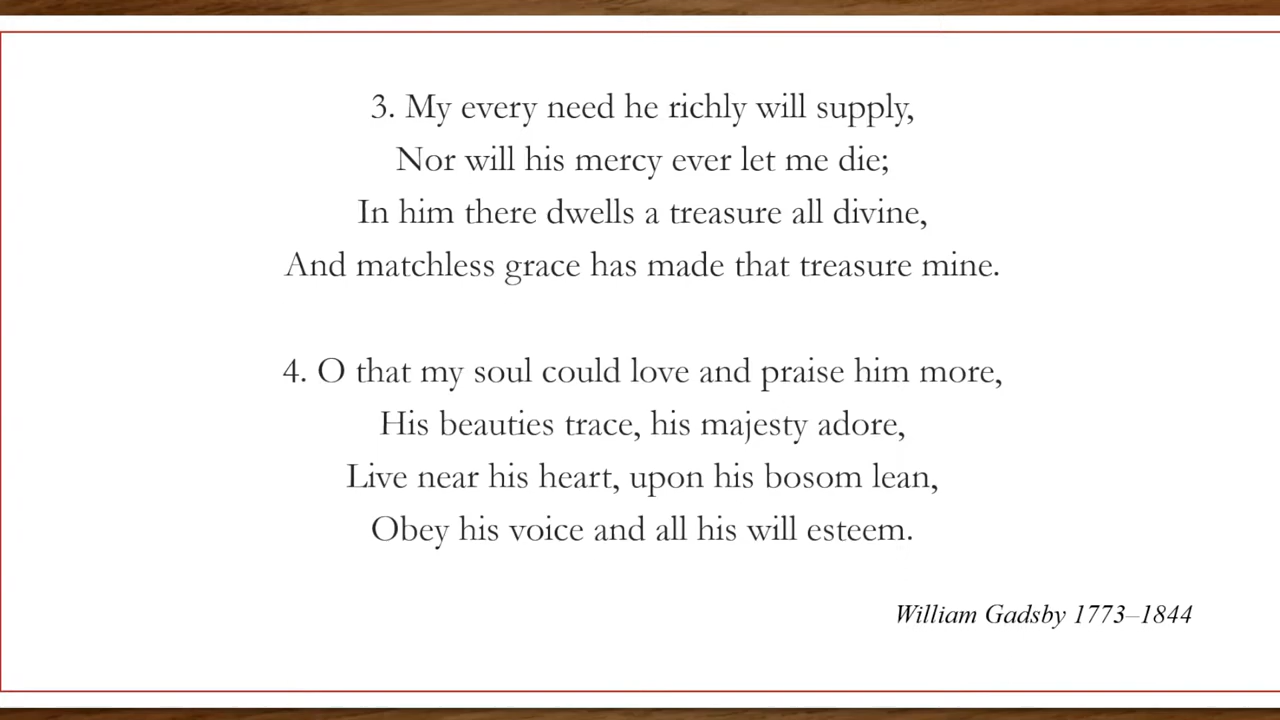 3. My every need he richly will supply,
Nor will his mercy ever let me die;
In him there dwells a treasure all divine,
And matchless grace has made that treasure mine.
4. O that my soul could love and praise him more,
His beauties trace, his majesty adore,
Live near his heart, upon his bosom lean,
Obey his voice and all his will esteem.
William Gadsby 1773–1844